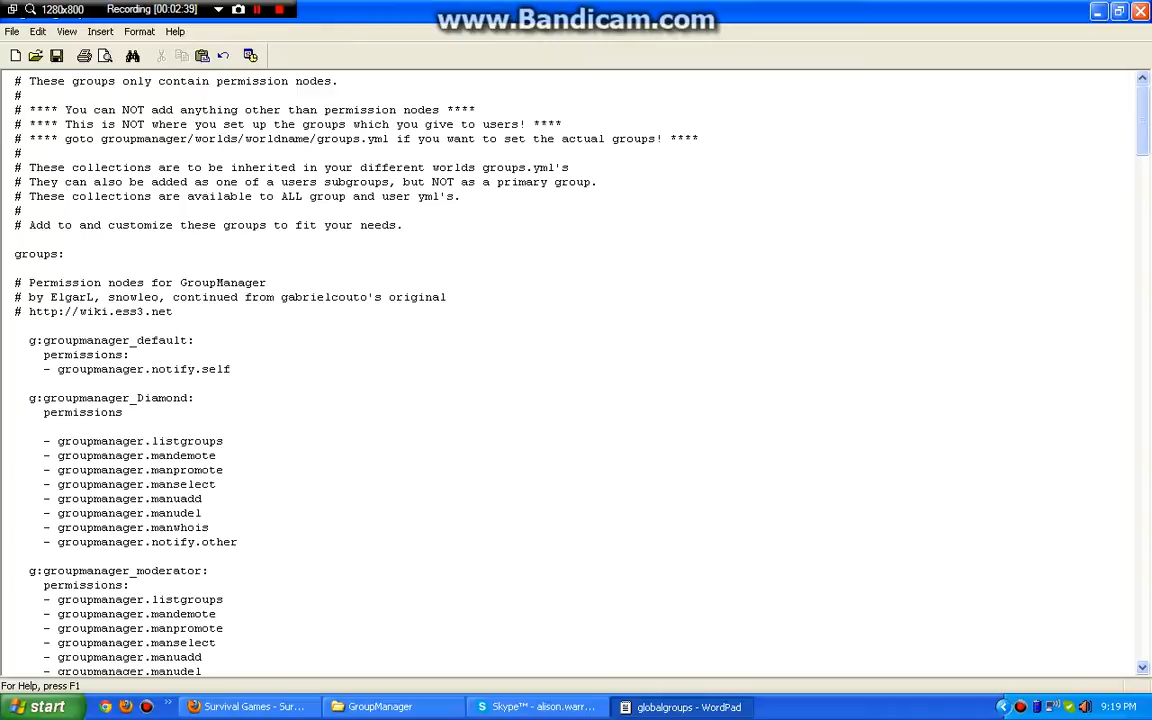 1280x800 Recording [00:02:39]
www.Bandicam.com
File Edit View Insert Format Help
# These groups only contain permission nodes.
#
# **** You can NOT add anything other than permission nodes ****
# **** This is NOT where you set up the groups which you give to users! ****
# **** goto groupmanager/worlds/worldname/groups.yml if you want to set the actual groups! ****
#
# These collections are to be inherited in your different worlds groups.yml's
# They can also be added as one of a users subgroups, but NOT as a primary group.
# These collections are available to ALL group and user yml's.
#
# Add to and customize these groups to fit your needs.
groups:
# Permission nodes for GroupManager
# by ElgarL, snowleo, continued from gabrielcouto's original
# http://wiki.ess3.net
g:groupmanager_default:
permissions:
- groupmanager.notify.self
g:groupmanager_Diamond:
permissions
- groupmanager.listgroups
- groupmanager.mandemote
- groupmanager.manpromote
- groupmanager.manselect
- groupmanager.manuadd
- groupmanager.manudel
- groupmanager.manwhois
- groupmanager.notify.other
g:groupmanager_moderator:
permissions:
- groupmanager.listgroups
- groupmanager.mandemote
- groupmanager.manpromote
- groupmanager.manselect
- groupmanager.manuadd
- groupmanager.manudel
For Help, press F1
start Survival Games - Sur... GroupManager Skype™ - alison.warr... globalgroups - WordPad 9:19 PM